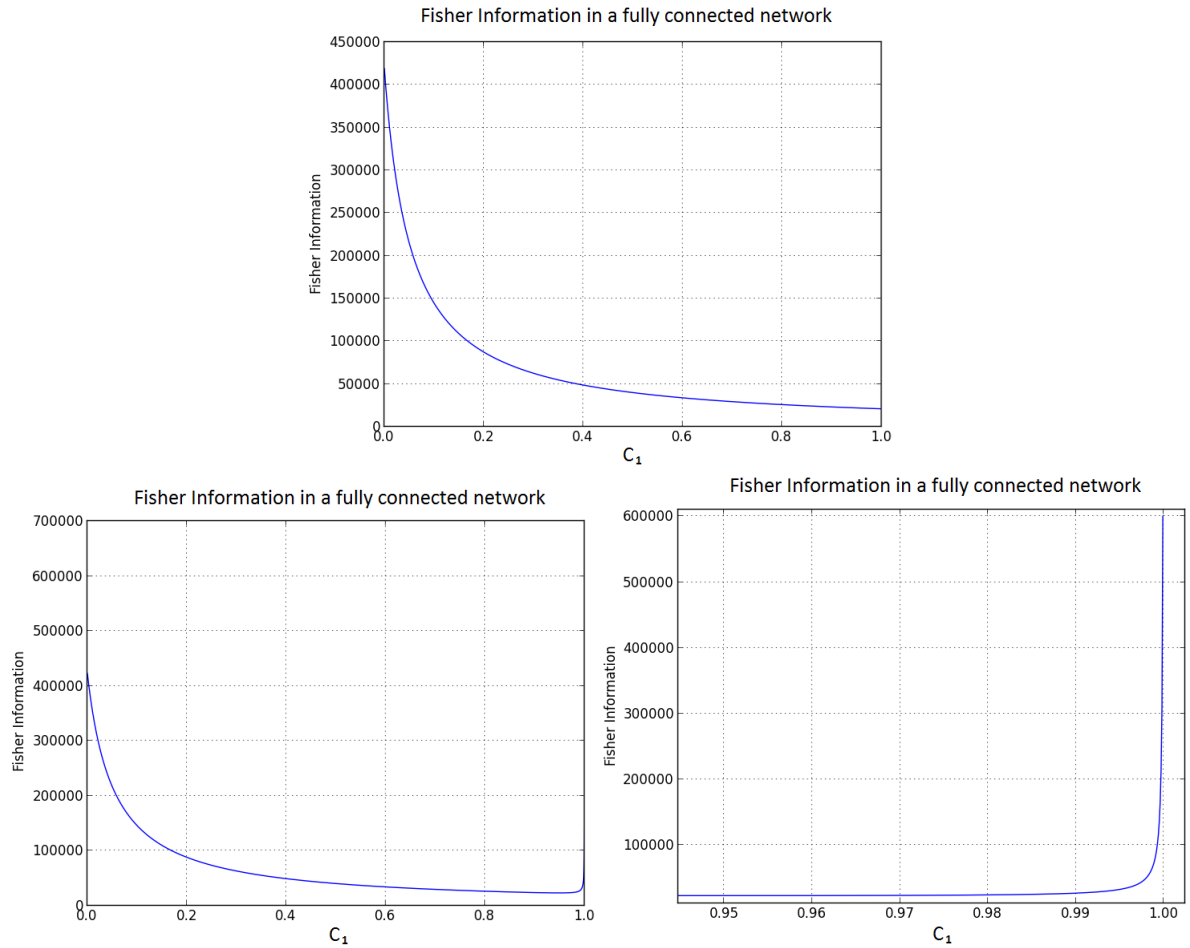 Fisher Information in a fully connected network
450000
400000
350000
300000
250000
200000
150000
100000
50000
0
Fisher Information
0.0 0.2 0.4 0.6 0.8 1.0
C₁
Fisher Information in a fully connected network
700000
600000
500000
400000
300000
200000
100000
0
Fisher Information
0.0 0.2 0.4 0.6 0.8 1.0
C₁
Fisher Information in a fully connected network
600000
500000
400000
300000
200000
100000
Fisher Information
0.95 0.96 0.97 0.98 0.99 1.00
C₁